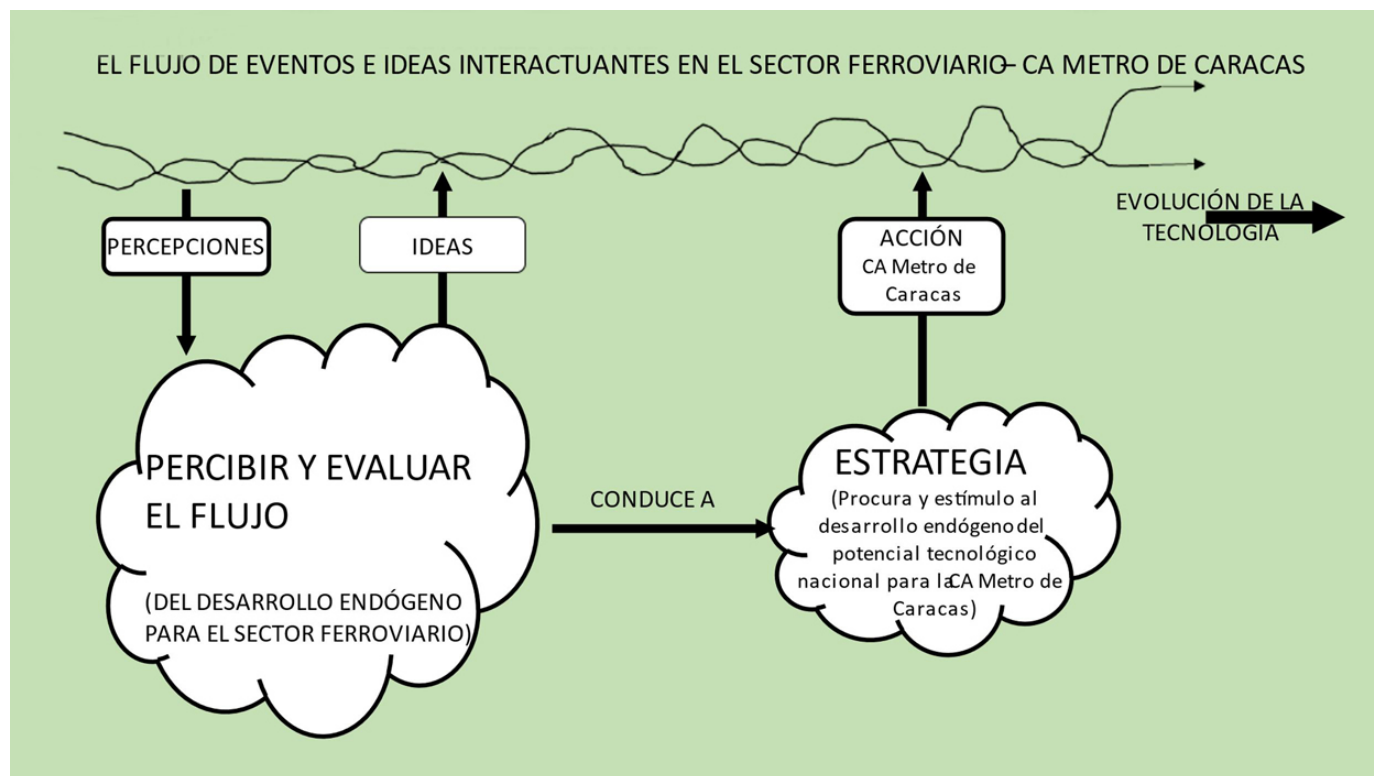 EL FLUJO DE EVENTOS E IDEAS INTERACTUANTES EN EL SECTOR FERROVIARIO– CA METRO DE CARACAS
EVOLUCIÓN DE LA
TECNOLOGIA
PERCEPCIONES
IDEAS
ACCIÓN
CA Metro de
Caracas
PERCIBIR Y EVALUAR
EL FLUJO
(DEL DESARROLLO ENDÓGENO
PARA EL SECTOR FERROVIARIO)
CONDUCE A
ESTRATEGIA
(Procura y estímulo al
desarrollo endógeno del
potencial tecnológico
nacional para la CA Metro de
Caracas)